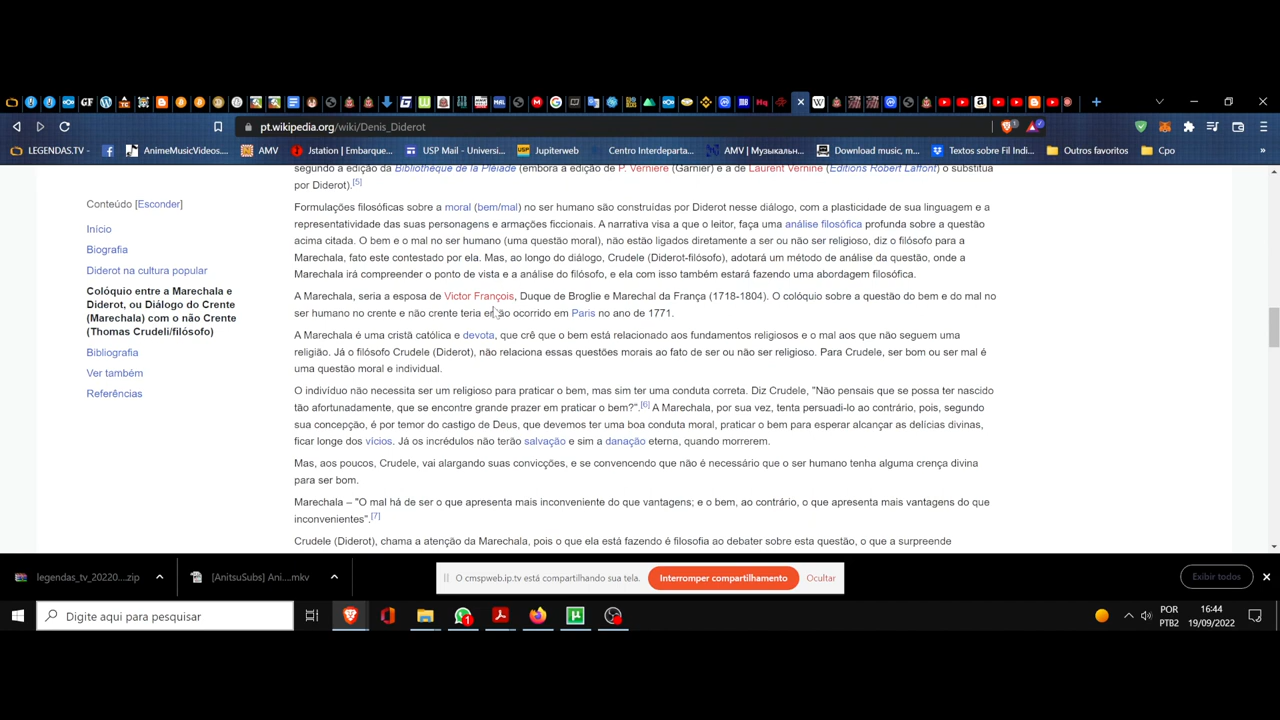 pt.wikipedia.org/wiki/Denis_Diderot
LEGENDAS.TV
AnimeMusicVideos...
AMV
Jstation | Embarque...
USP Mail - Universi...
Jupiterweb
Centro Interdeparta...
AMV | Музыкальн...
Download music, m...
Textos sobre Fil Indi...
Outros favoritos
Cpo
segundo a edição da Bibliothèque de la Pléiade (embora a edição de P. Vernière (Garnier) e a de Laurent Vernine (Éditions Robert Laffont) o substitua
por Diderot).[5]
Conteúdo [Esconder]
Início
Biografia
Diderot na cultura popular
Colóquio entre a Marechala e
Diderot, ou Diálogo do Crente
(Marechala) com o não Crente
(Thomas Crudeli/filósofo)
Bibliografia
Ver também
Referências
Formulações filosóficas sobre a moral (bem/mal) no ser humano são construídas por Diderot nesse diálogo, com a plasticidade de sua linguagem e a
representatividade das suas personagens e armações ficcionais. A narrativa visa a que o leitor, faça uma análise filosófica profunda sobre a questão
acima citada. O bem e o mal no ser humano (uma questão moral), não estão ligados diretamente a ser ou não ser religioso, diz o filósofo para a
Marechala, fato este contestado por ela. Mas, ao longo do diálogo, Crudele (Diderot-filósofo), adotará um método de análise da questão, onde a
Marechala irá compreender o ponto de vista e a análise do filósofo, e ela com isso também estará fazendo uma abordagem filosófica.
A Marechala, seria a esposa de Victor François, Duque de Broglie e Marechal da França (1718-1804). O colóquio sobre a questão do bem e do mal no
ser humano no crente e não crente teria então ocorrido em Paris no ano de 1771.
A Marechala é uma cristã católica e devota, que crê que o bem está relacionado aos fundamentos religiosos e o mal aos que não seguem uma
religião. Já o filósofo Crudele (Diderot), não relaciona essas questões morais ao fato de ser ou não ser religioso. Para Crudele, ser bom ou ser mal é
uma questão moral e individual.
O indivíduo não necessita ser um religioso para praticar o bem, mas sim ter uma conduta correta. Diz Crudele, "Não pensais que se possa ter nascido
tão afortunadamente, que se encontre grande prazer em praticar o bem?".[6] A Marechala, por sua vez, tenta persuadi-lo ao contrário, pois, segundo
sua concepção, é por temor do castigo de Deus, que devemos ter uma boa conduta moral, praticar o bem para esperar alcançar as delícias divinas,
ficar longe dos vícios. Já os incrédulos não terão salvação e sim a danação eterna, quando morrerem.
Mas, aos poucos, Crudele, vai alargando suas convicções, e se convencendo que não é necessário que o ser humano tenha alguma crença divina
para ser bom.
Marechala – "O mal há de ser o que apresenta mais inconveniente do que vantagens; e o bem, ao contrário, o que apresenta mais vantagens do que
inconvenientes".[7]
Crudele (Diderot), chama a atenção da Marechala, pois o que ela está fazendo é filosofia ao debater sobre esta questão, o que a surpreende
legendas_tv_20220....zip
[AnitsuSubs] Ani....mkv
O cmspweb.ip.tv está compartilhando sua tela.
Interromper compartilhamento
Ocultar
Exibir todos
Digite aqui para pesquisar
POR
PTB2
16:44
19/09/2022